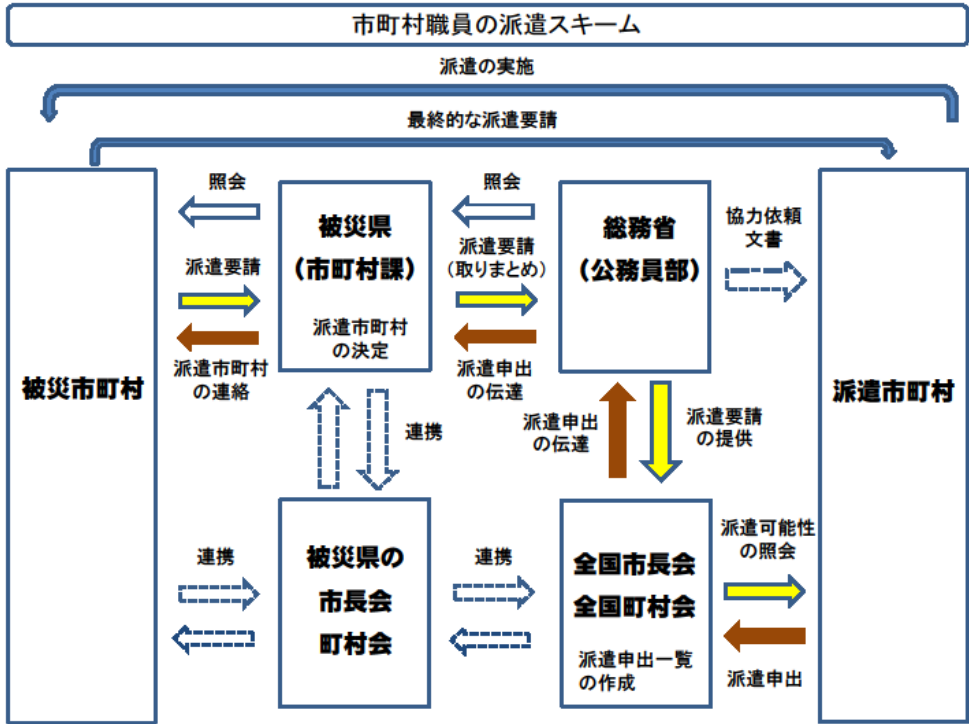 市町村職員の派遣スキーム
派遣の実施
最終的な派遣要請
照会
照会
被災県
(市町村課)
総務省
(公務員部)
協力依頼
文書
派遣要請
派遣要請
(取りまとめ)
派遣市町村
の決定
派遣市町村
の連絡
派遣申出
の伝達
被災市町村
派遣市町村
連携
派遣申出
の伝達
派遣要請
の提供
連携
被災県の
市長会
町村会
連携
全国市長会
全国町村会
派遣申出一覧
の作成
派遣可能性
の照会
派遣申出